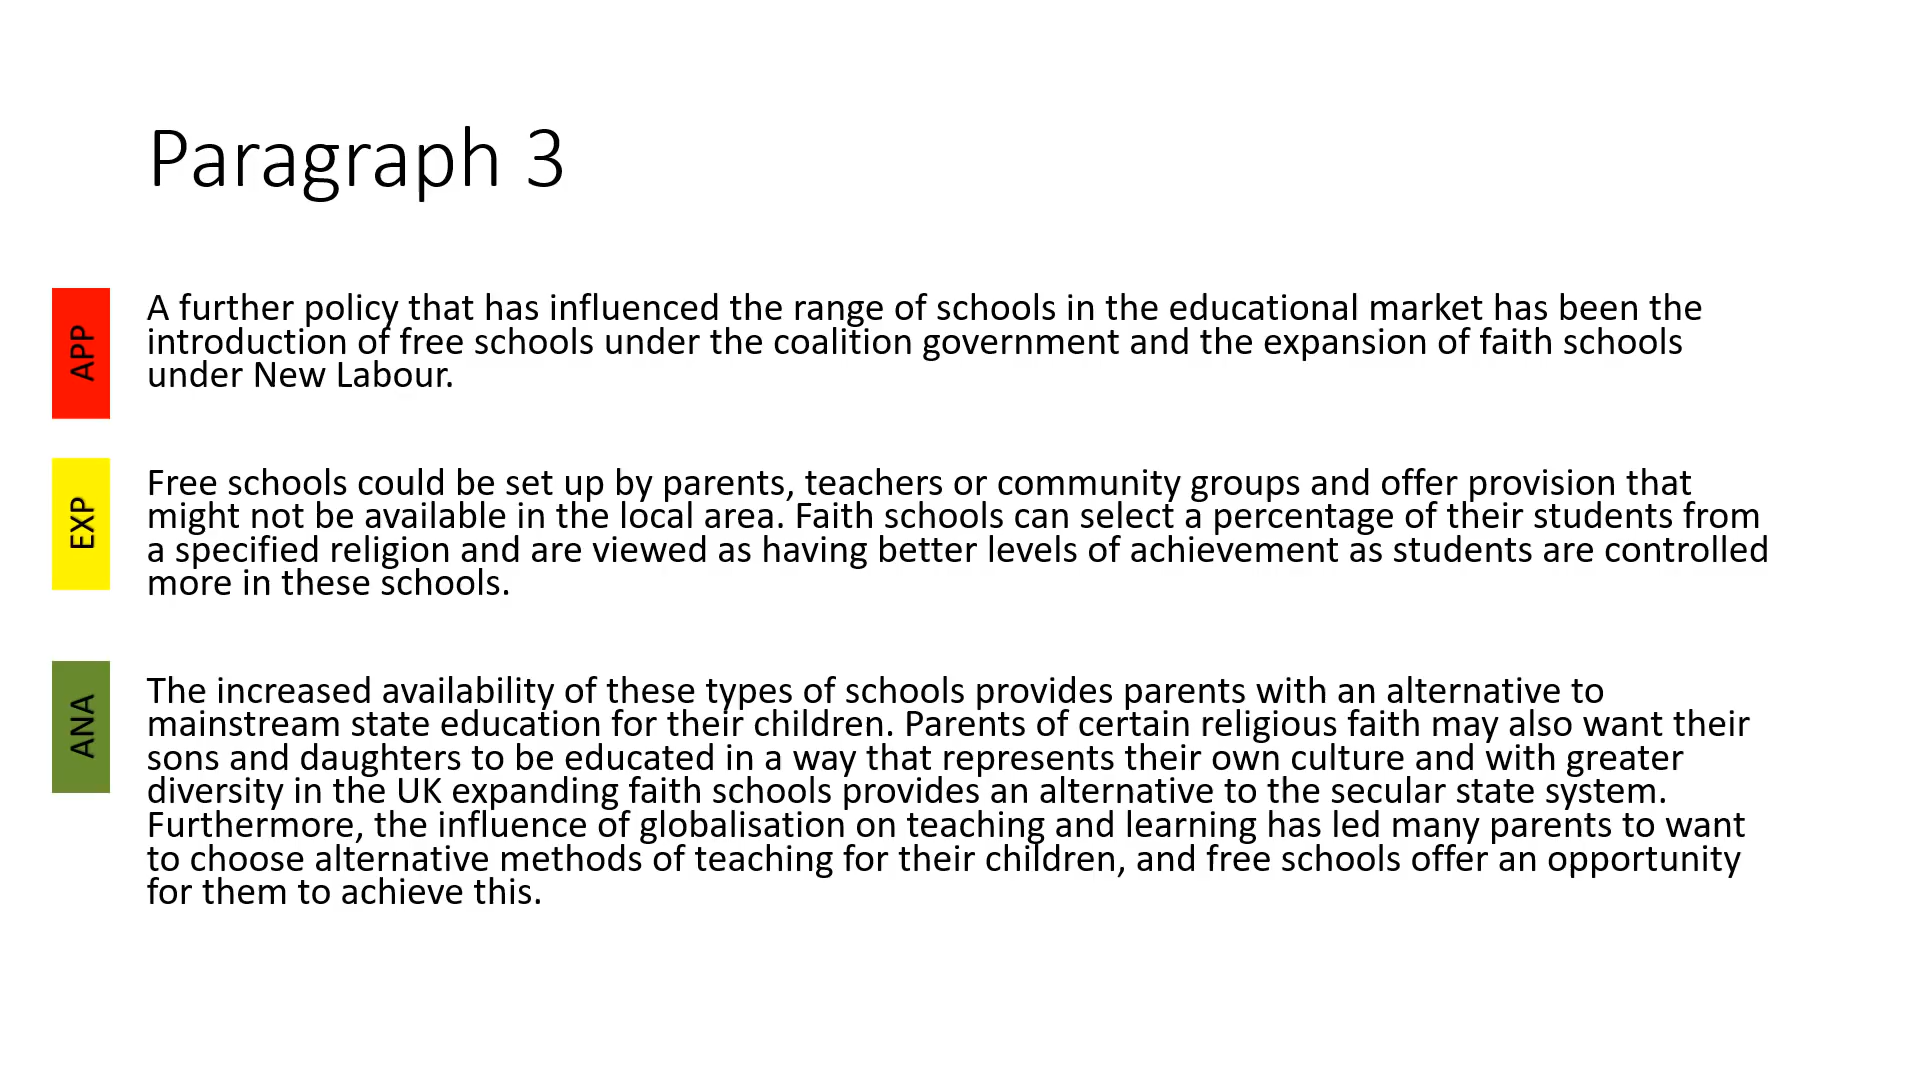 Paragraph 3
APP
A further policy that has influenced the range of schools in the educational market has been the
introduction of free schools under the coalition government and the expansion of faith schools
under New Labour.
EXP
Free schools could be set up by parents, teachers or community groups and offer provision that
might not be available in the local area. Faith schools can select a percentage of their students from
a specified religion and are viewed as having better levels of achievement as students are controlled
more in these schools.
ANA
The increased availability of these types of schools provides parents with an alternative to
mainstream state education for their children. Parents of certain religious faith may also want their
sons and daughters to be educated in a way that represents their own culture and with greater
diversity in the UK expanding faith schools provides an alternative to the secular state system.
Furthermore, the influence of globalisation on teaching and learning has led many parents to want
to choose alternative methods of teaching for their children, and free schools offer an opportunity
for them to achieve this.